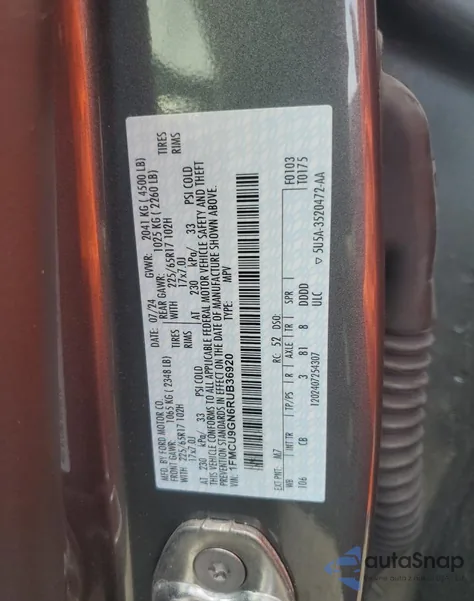 MFD. BY FORD MOTOR CO.
DATE: 07/24 GVWR: 2041 KG ( 4500 LB)
FRONT GAWR: 1065 KG ( 2348 LB) REAR GAWR: 1025 KG ( 2260 LB)
WITH 225/65R17 102H TIRES WITH 225/65R17 102H TIRES
17x7.0J RIMS 17x7.0J RIMS
AT 230 kPa/ 33 PSI COLD AT 230 kPa/ 33 PSI COLD
THIS VEHICLE CONFORMS TO ALL APPLICABLE FEDERAL MOTOR VEHICLE SAFETY AND THEFT
PREVENTION STANDARDS IN EFFECT ON THE DATE OF MANUFACTURE SHOWN ABOVE.
VIN: 1FMCU9GN6RUB36920 TYPE: MPV
F0103
T0175
EXT PNT: M7 RC: 52 DSO:
WB INT TR TP/PS R AXLE TR SPR
106 CB 3 81 8 DDDD
ULC
1202407254307
▽ 5U5A-3520472-AA
autoSnap